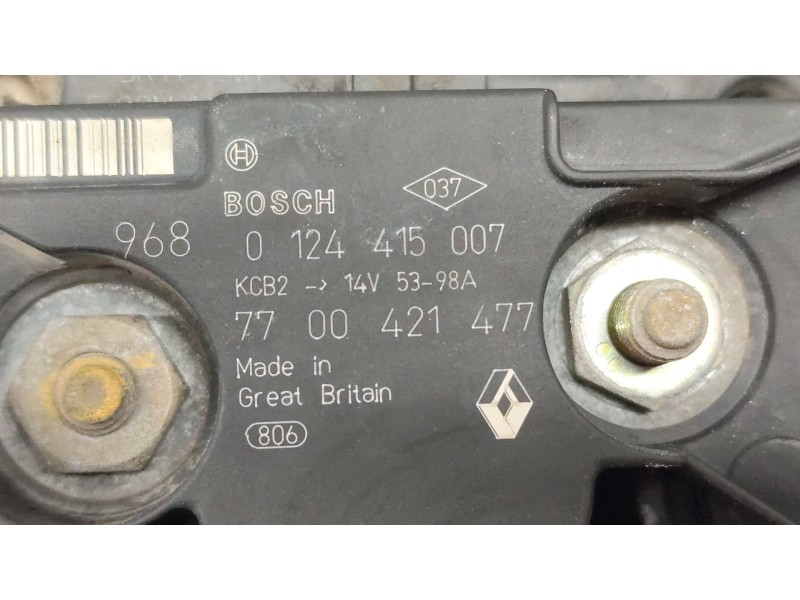 BOSCH
037
968 0 124 415 007
KCB2 -> 14V 53-98A
77 00 421 477
Made in
Great Britain
806